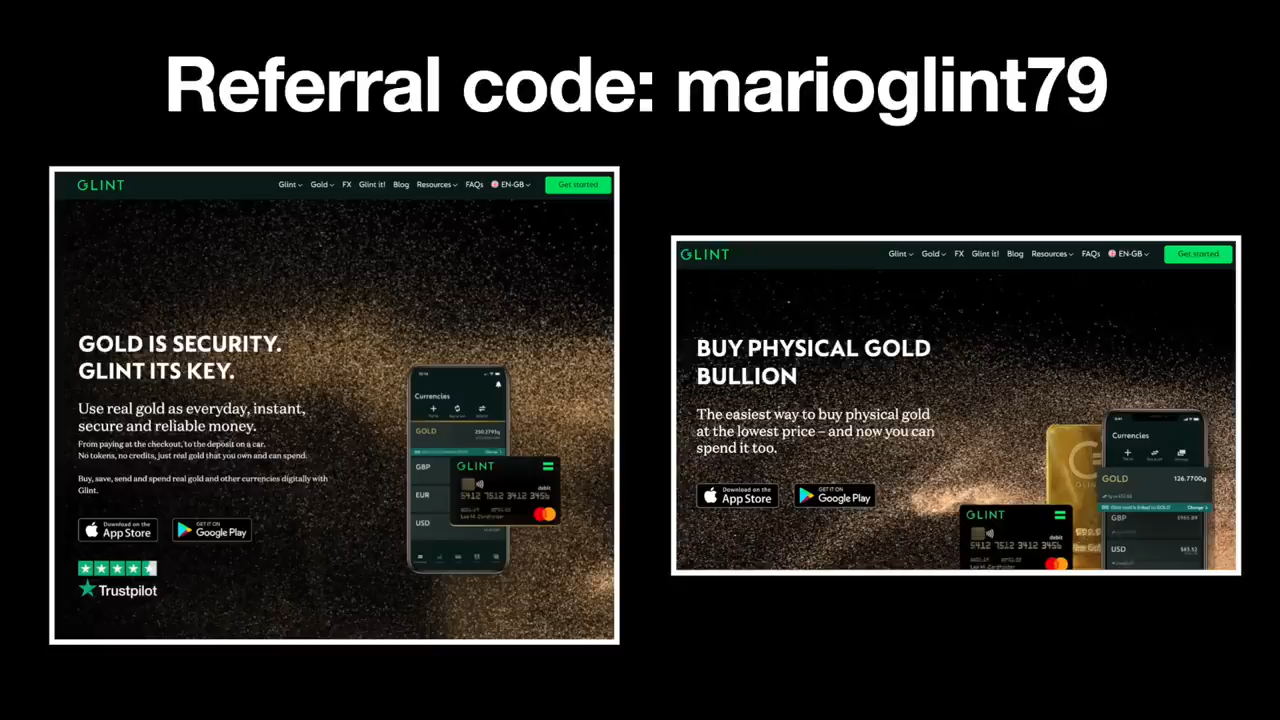 Referral code: marioglint79
GLINT
Glint Gold FX Glint it! Blog Resources FAQs EN-GB Get started
GOLD IS SECURITY.
GLINT ITS KEY.
Use real gold as everyday, instant,
secure and reliable money.
From paying at the checkout, to the deposit on a car.
No tokens, no credits, just real gold that you own and can spend.
Buy, save, send and spend real gold and other currencies digitally with
Glint.
Download on the
App Store
GET IT ON
Google Play
Trustpilot
Currencies
GOLD
GBP
EUR
USD
GLINT
debit
5412 7512 3412 3456
GLINT
Glint Gold FX Glint it! Blog Resources FAQs EN-GB Get started
BUY PHYSICAL GOLD
BULLION
The easiest way to buy physical gold
at the lowest price – and now you can
spend it too.
Download on the
App Store
GET IT ON
Google Play
Currencies
GOLD 126.7700g
Change
GBP
USD
GLINT
debit
5412 7512 3412 3456